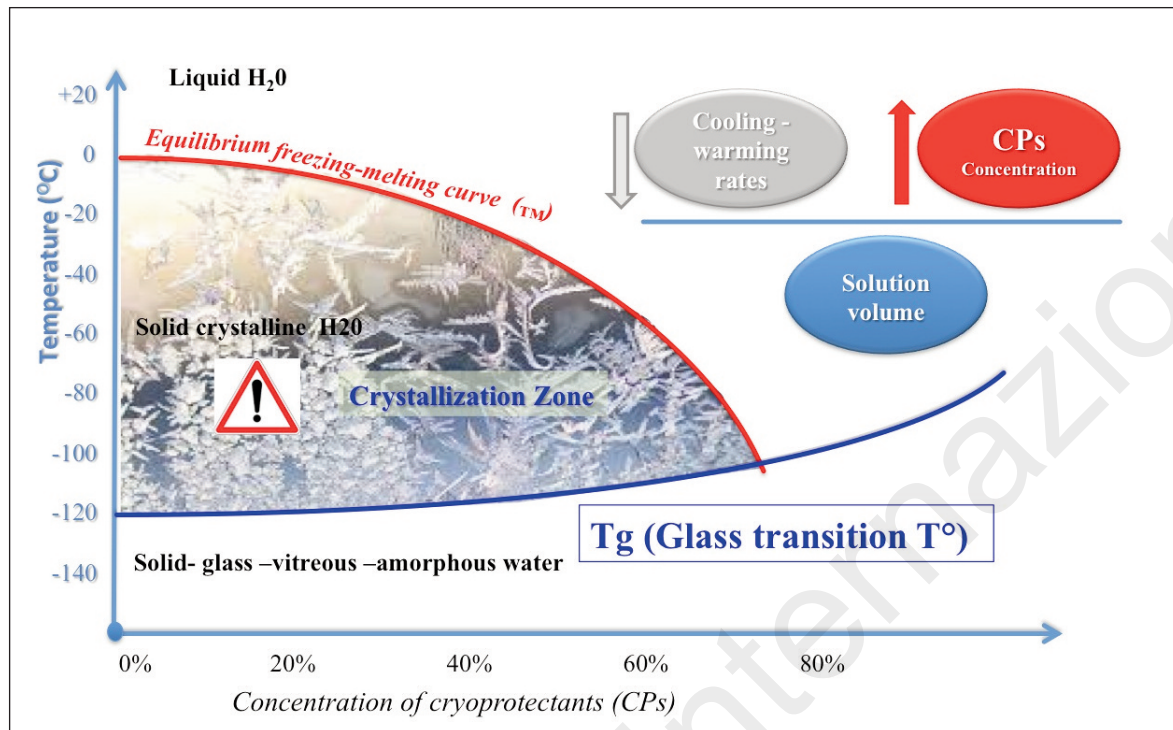 Liquid H₂0
+20
0
-20
-40
-60
-80
-100
-120
-140
Temperature (⁰C)
Equilibrium freezing-melting curve (TM)
Solid crystalline H20
!
Crystallization Zone
Cooling -
warming
rates
CPs
Concentration
Solution
volume
Tg (Glass transition T°)
Solid- glass –vitreous –amorphous water
0%
20%
40%
60%
80%
Concentration of cryoprotectants (CPs)
internazion